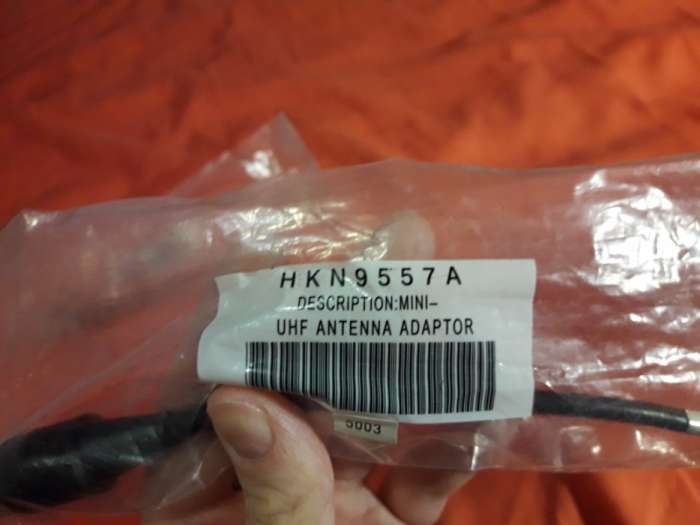 HKN9557A
DESCRIPTION:MINI-
UHF ANTENNA ADAPTOR
5003